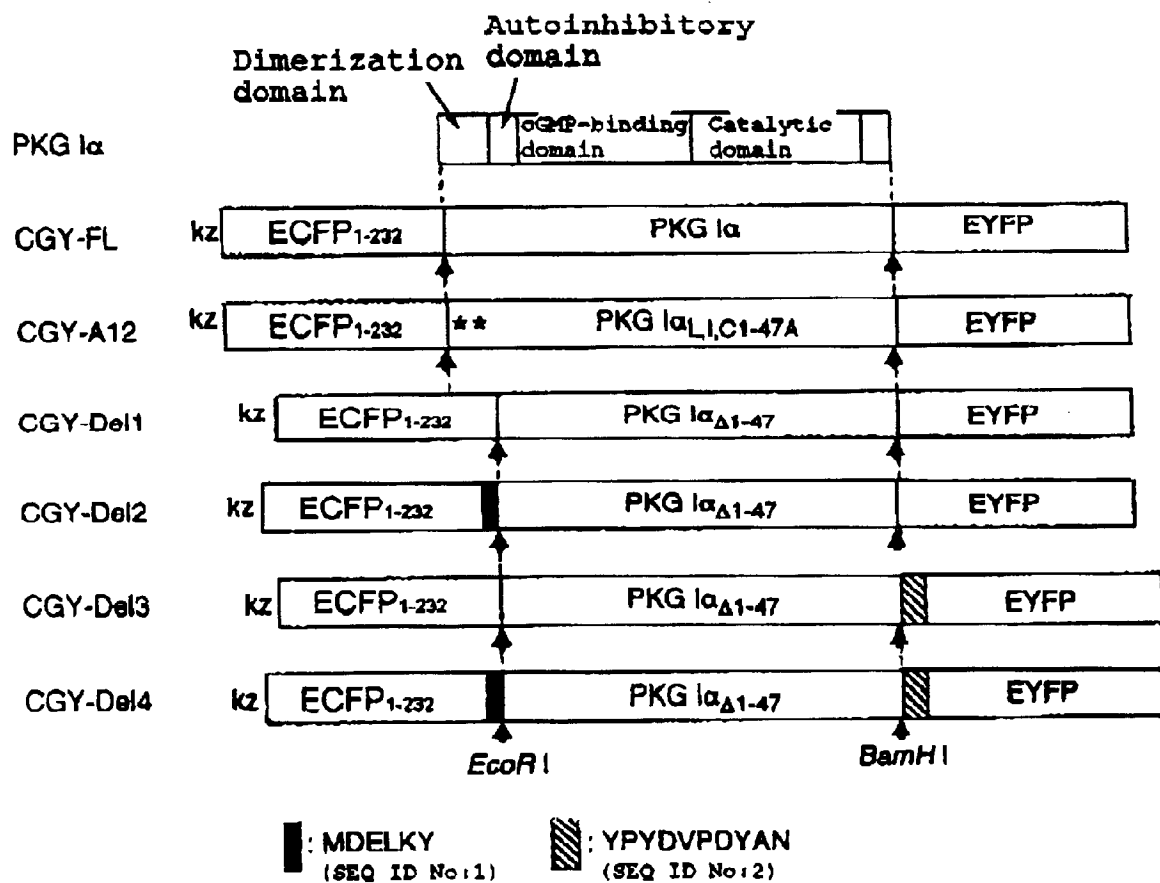 Autoinhibitory
domain
Dimerization
domain
PKG Iα
cGMP-binding
domain
Catalytic
domain
CGY-FL kz ECFP1-232 PKG Iα EYFP
CGY-A12 kz ECFP1-232 ** PKG IαL,I,C1-47A EYFP
CGY-Del1 kz ECFP1-232 PKG IαΔ1-47 EYFP
CGY-Del2 kz ECFP1-232 PKG IαΔ1-47 EYFP
CGY-Del3 kz ECFP1-232 PKG IαΔ1-47 EYFP
CGY-Del4 kz ECFP1-232 PKG IαΔ1-47 EYFP
EcoR I BamH I
: MDELKY
(SEQ ID No:1)
: YPYDVPDYAN
(SEQ ID No:2)